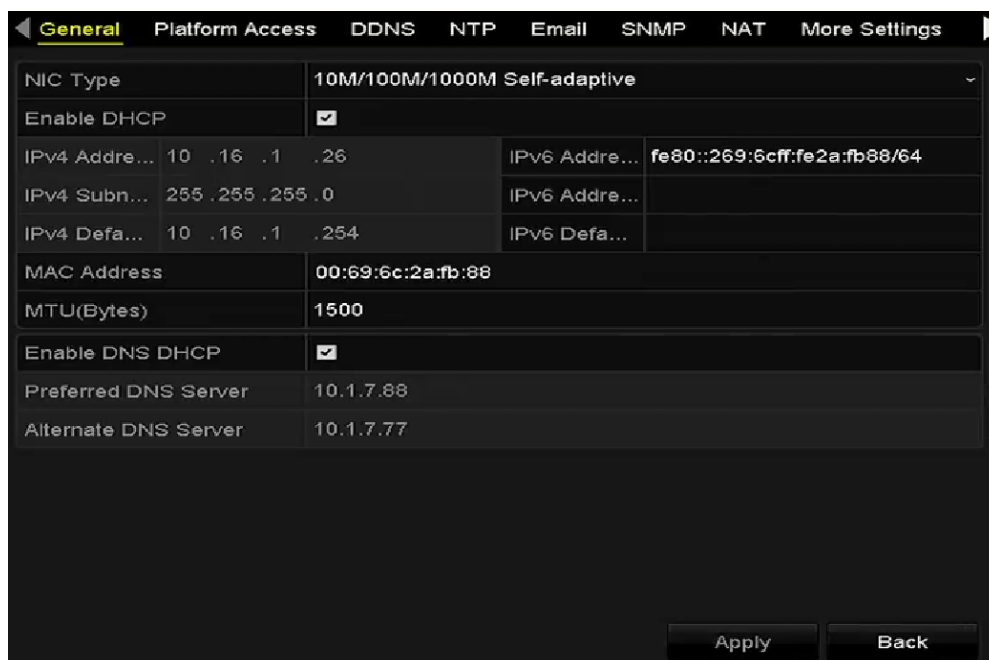 General Platform Access DDNS NTP Email SNMP NAT More Settings
NIC Type 10M/100M/1000M Self-adaptive
Enable DHCP
IPv4 Addre... 10 .16 .1 .26 IPv6 Addre... fe80::269:6cff:fe2a:fb88/64
IPv4 Subn... 255.255.255.0 IPv6 Addre...
IPv4 Defa... 10 .16 .1 .254 IPv6 Defa...
MAC Address 00:69:6c:2a:fb:88
MTU(Bytes) 1500
Enable DNS DHCP
Preferred DNS Server 10.1.7.88
Alternate DNS Server 10.1.7.77
Apply Back